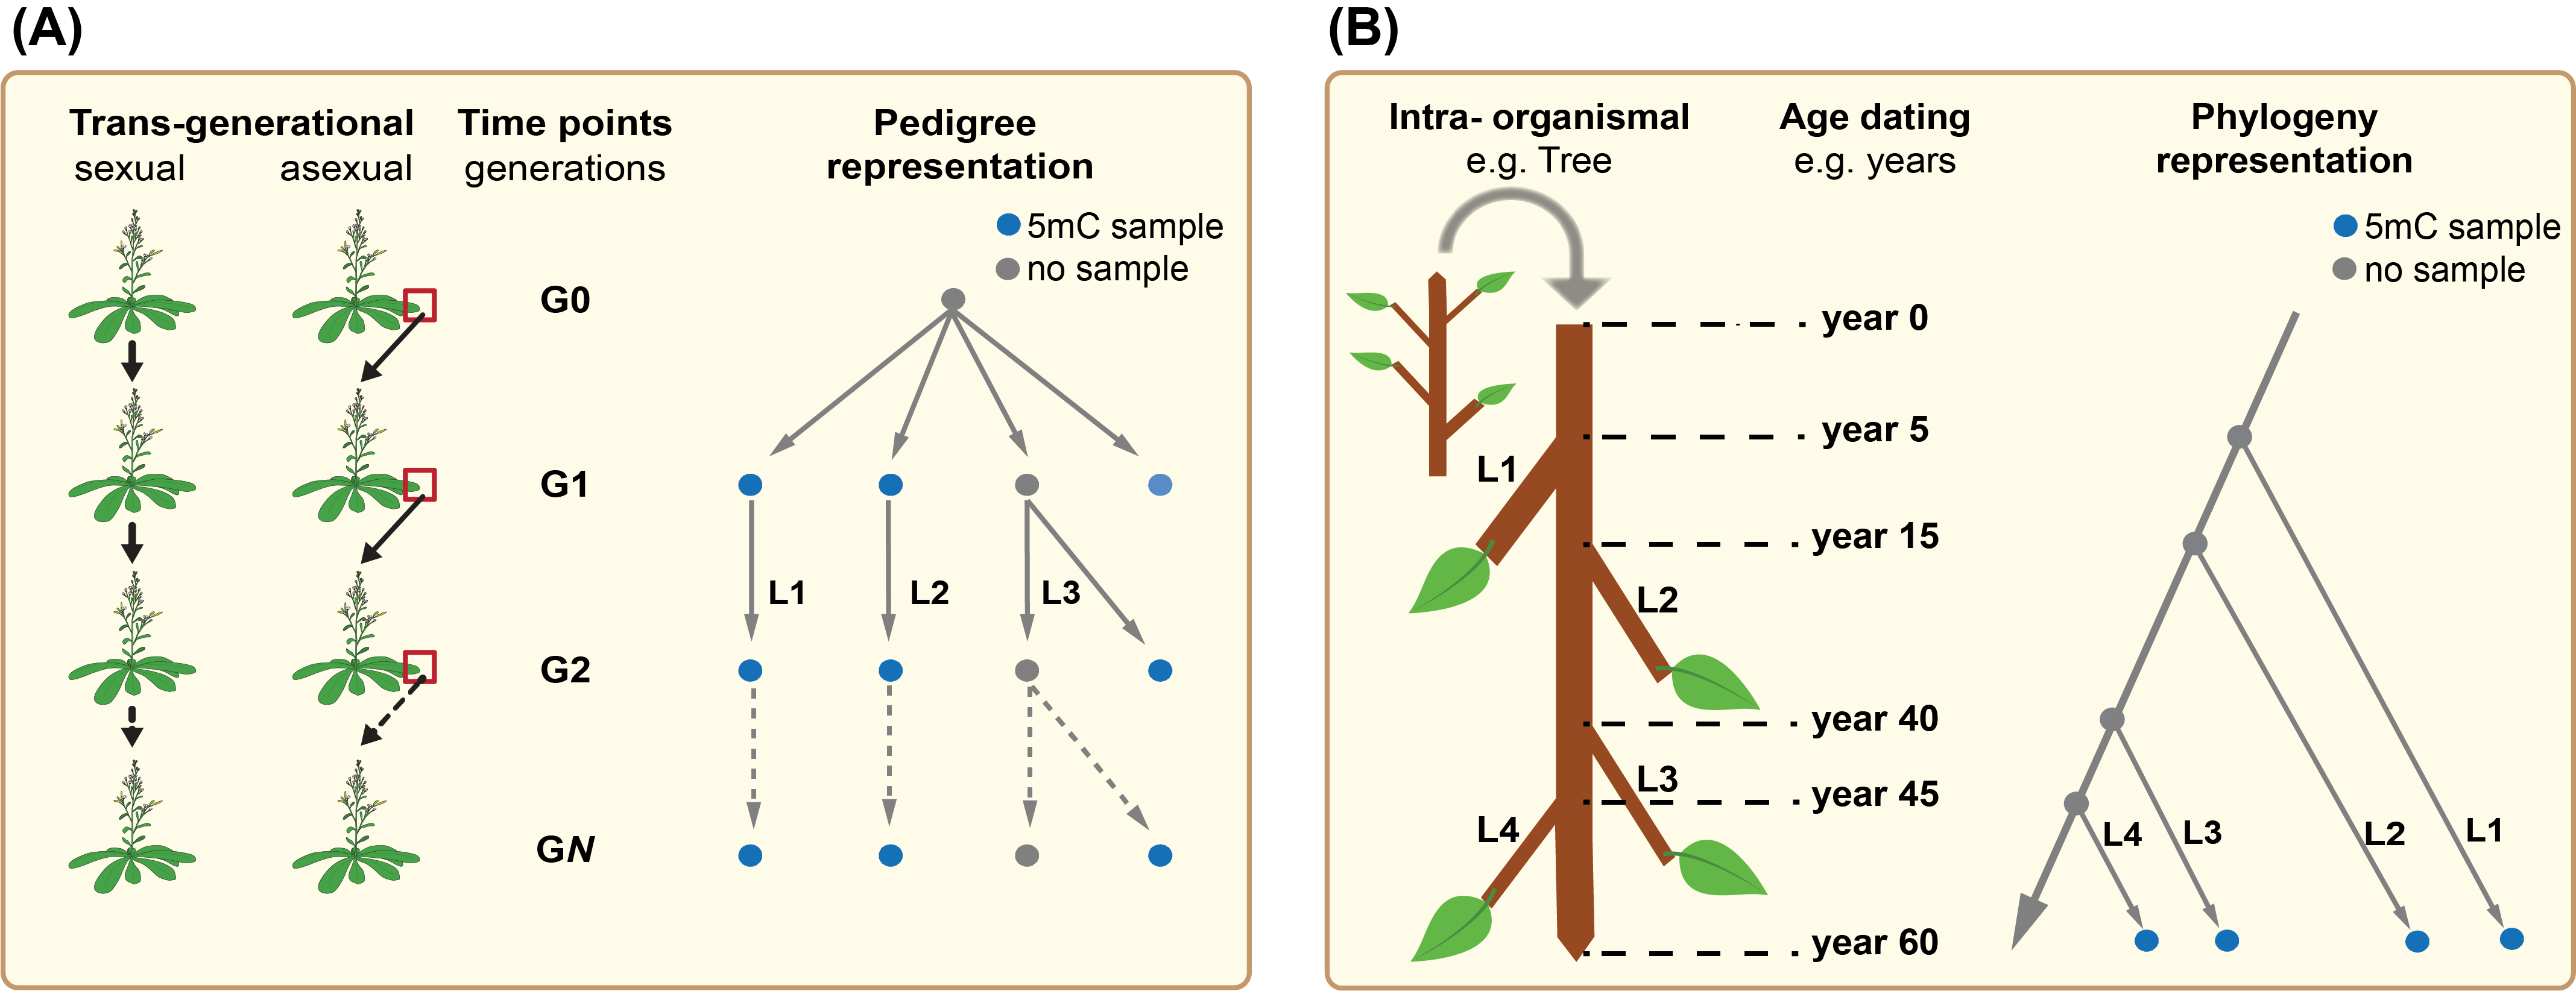 (A)
Trans-generational
sexual
asexual
Time points
generations
Pedigree
representation
5mC sample
no sample
G0
G1
L1
L2
L3
G2
GN
(B)
Intra- organismal
e.g. Tree
Age dating
e.g. years
Phylogeny
representation
5mC sample
no sample
year 0
year 5
L1
year 15
L2
year 40
L3
year 45
L4
year 60
L4
L3
L2
L1